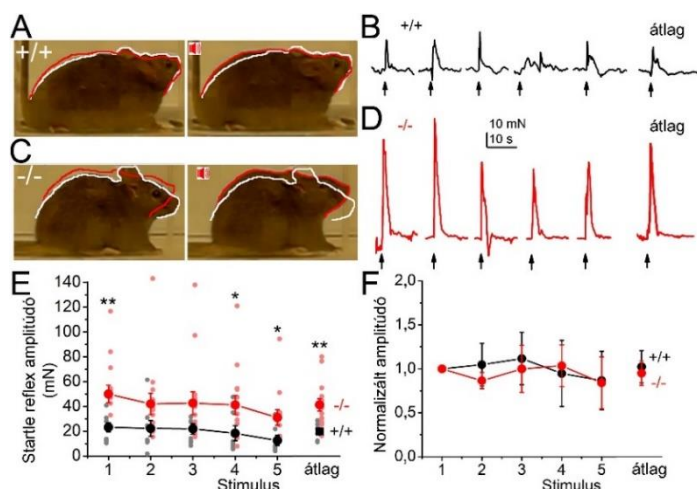 A
+/+
B
+/+
átlag
C
-/-
D
-/-
10 mN
10 s
átlag
E
Startle reflex amplitúdó
(mN)
140
120
100
80
60
40
20
0
**
*
*
**
-/-
+/+
1 2 3 4 5 átlag
Stimulus
F
Normalizált amplitúdó
2,0
1,5
1,0
0,5
0,0
+/+
-/-
1 2 3 4 5 átlag
Stimulus